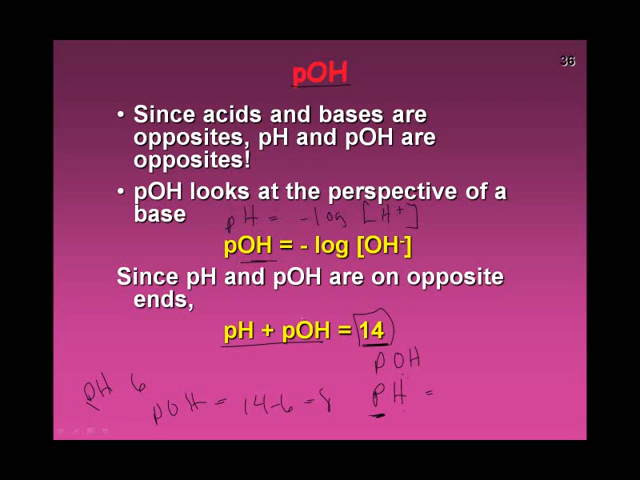 36
pOH
• Since acids and bases are
opposites, pH and pOH are
opposites!
• pOH looks at the perspective of a
base
pH = -log [H+]
pOH = - log [OH-]
Since pH and pOH are on opposite
ends,
pH + pOH = 14
pOH
pH 6
pOH = 14-6 = 8
pH =